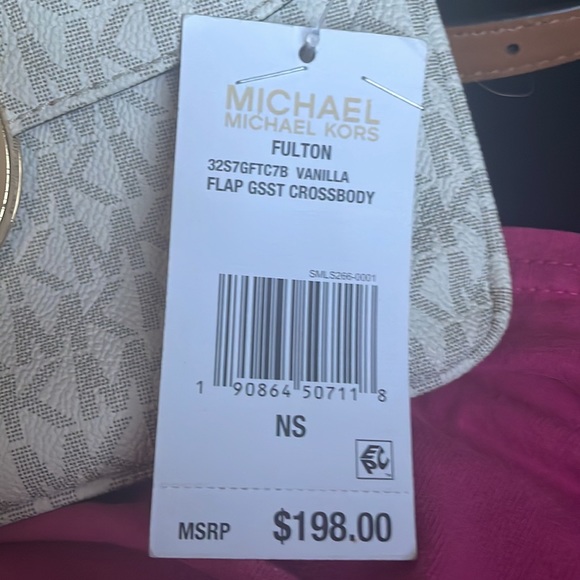 MICHAEL
MICHAEL KORS
FULTON
32S7GFTC7B VANILLA
FLAP GSST CROSSBODY
SMLS266-0001
1 90864 50711 8
NS
EPC
MSRP $198.00